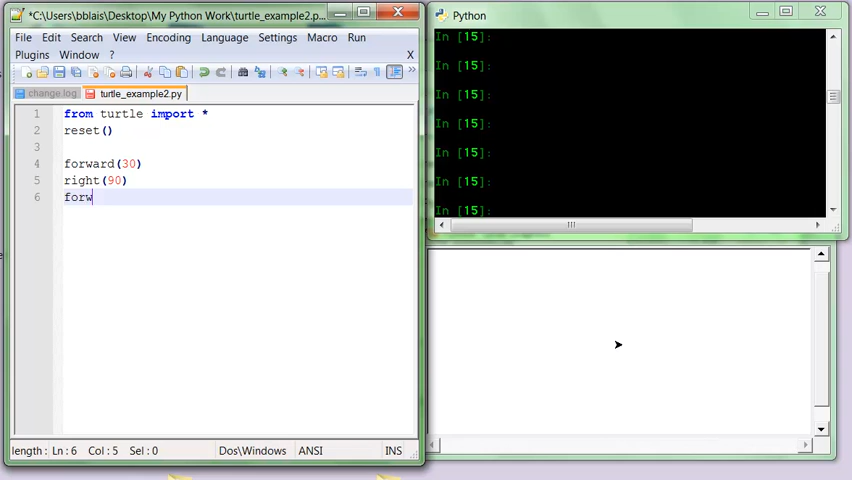 *C:\Users\bblais\Desktop\My Python Work\turtle_example2.p...
File Edit Search View Encoding Language Settings Macro Run
Plugins Window ? X
change.log turtle_example2.py
1 from turtle import *
2 reset()
3
4 forward(30)
5 right(90)
6 forw
length: Ln : 6 Col : 5 Sel : 0 Dos\Windows ANSI INS
Python
In [15]:
In [15]:
In [15]:
In [15]:
In [15]:
In [15]:
In [15]: